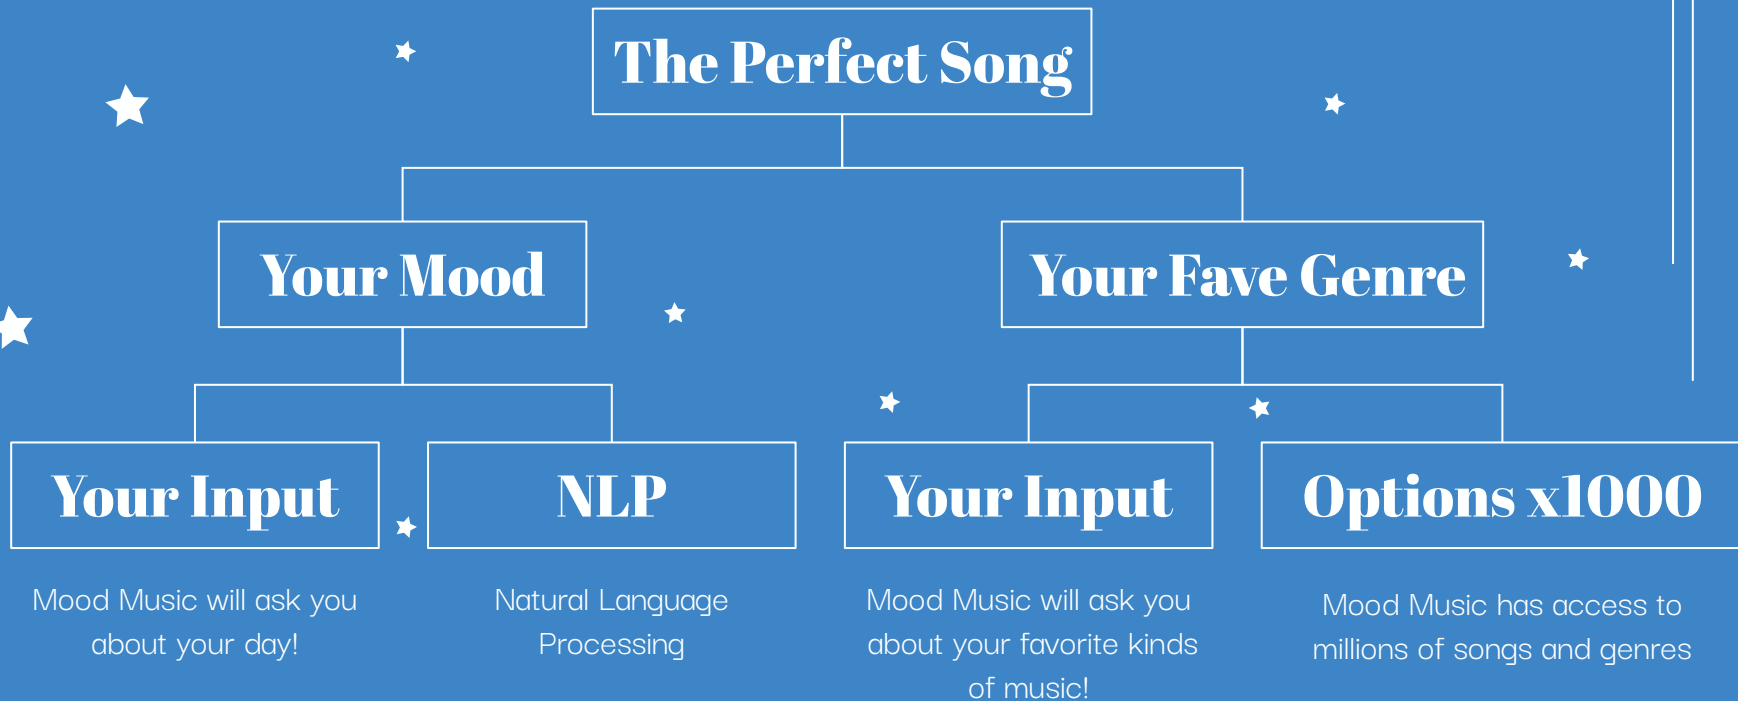 The Perfect Song
Your Mood
Your Fave Genre
Your Input
NLP
Your Input
Options x1000
Mood Music will ask you
about your day!
Natural Language
Processing
Mood Music will ask you
about your favorite kinds
of music!
Mood Music has access to
millions of songs and genres